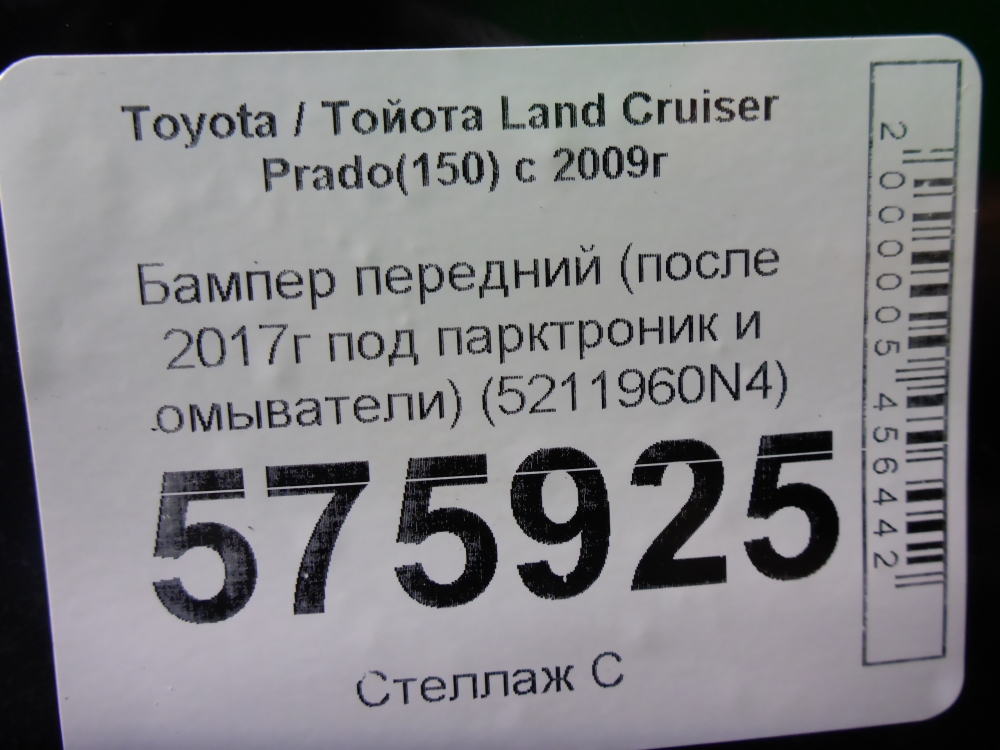 Toyota / Тойота Land Cruiser
Prado(150) с 2009г
Бампер передний (после
2017г под парктроник и
омыватели) (5211960N4)
575925
Стеллаж С
2000005456442